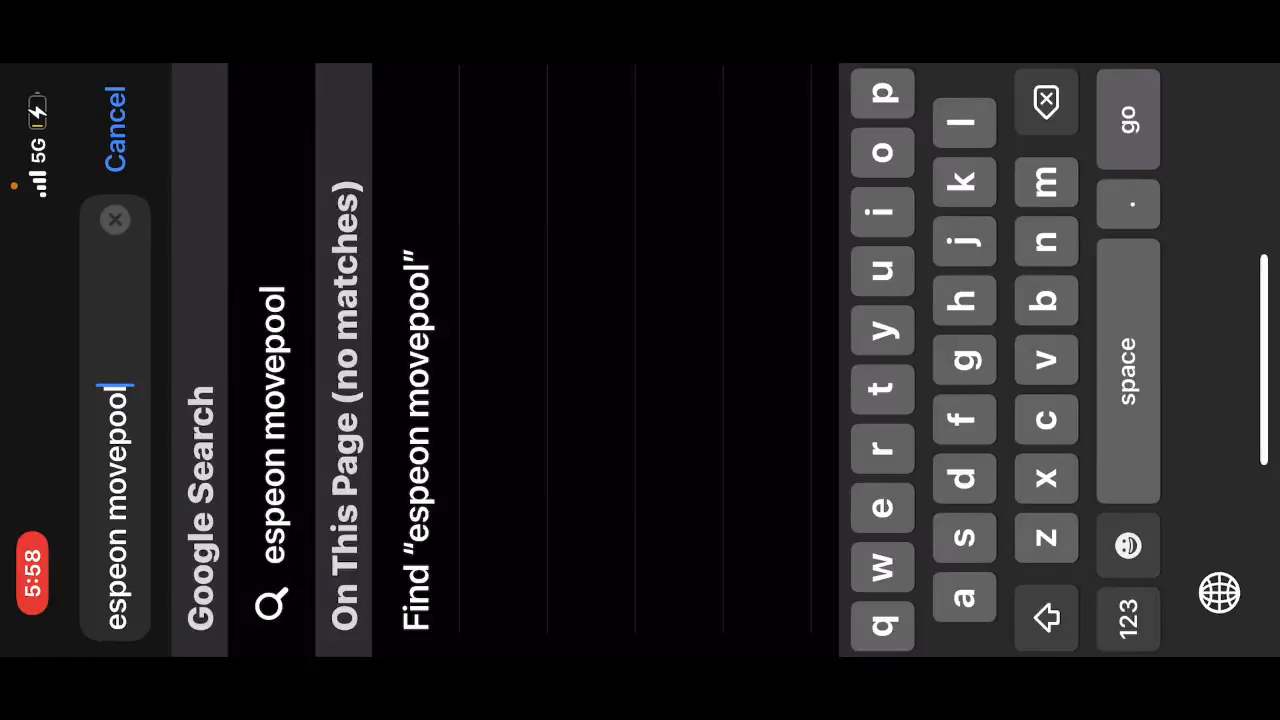 5:58
5G
espeon movepool
Cancel
Google Search
espeon movepool
On This Page (no matches)
Find “espeon movepool”
q w e r t y u i o p
a s d f g h j k l
z x c v b n m
123
space
.
go